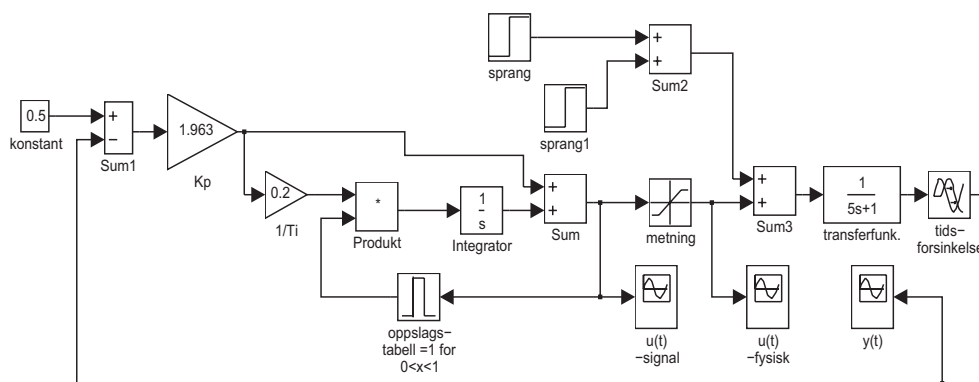 sprang
+
+
Sum2
sprang1
0.5
konstant
+
−
Sum1
1.963
Kp
0.2
1/Ti
*
Produkt
1
s
Integrator
+
+
Sum
metning
+
+
Sum3
1
5s+1
transferfunk.
tids−
forsinkelse
oppslags−
tabell =1 for
0<x<1
u(t)
−signal
u(t)
−fysisk
y(t)